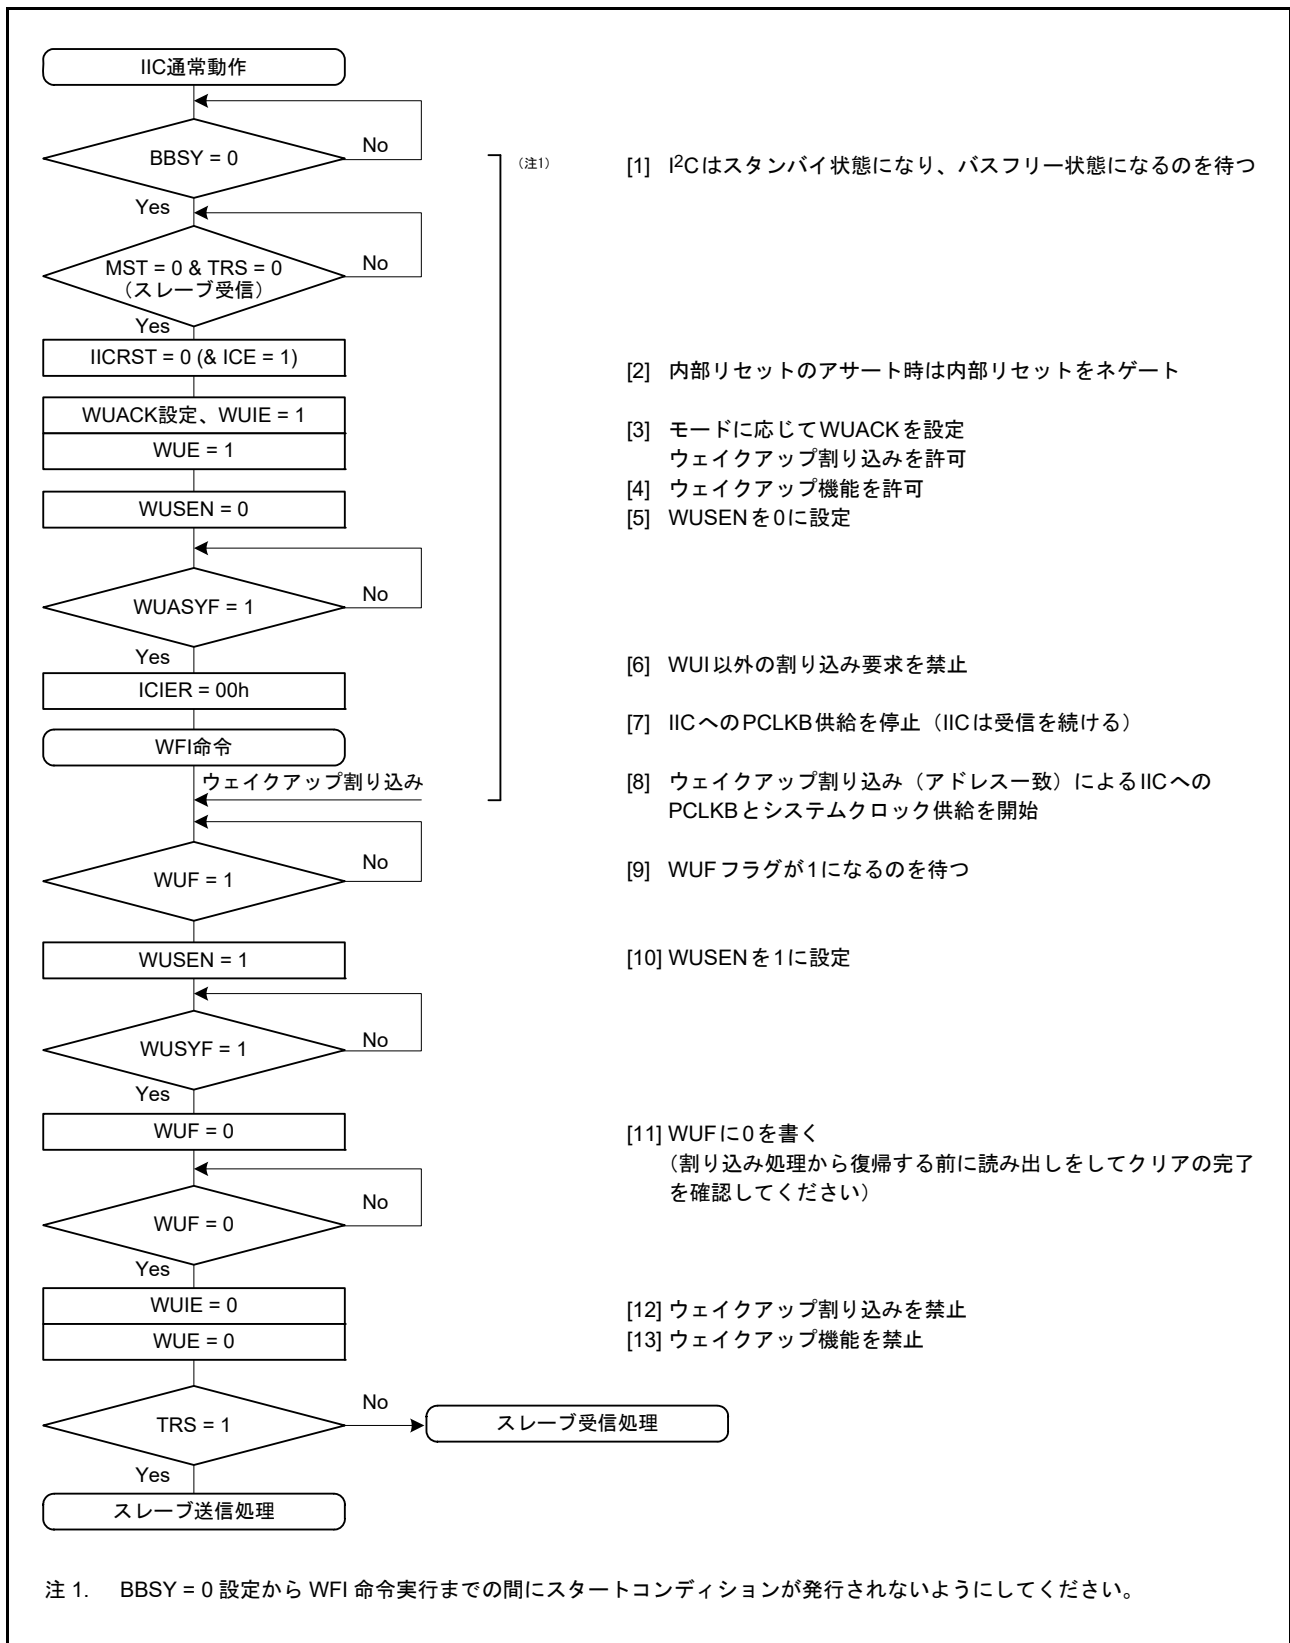 IIC通常動作
BBSY = 0
No
Yes
MST = 0 & TRS = 0
（スレーブ受信）
No
Yes
IICRST = 0 (& ICE = 1)
WUACK設定、WUIE = 1
WUE = 1
WUSEN = 0
WUASYF = 1
No
Yes
ICIER = 00h
WFI命令
ウェイクアップ割り込み
WUF = 1
No
WUSEN = 1
WUSYF = 1
No
Yes
WUF = 0
WUF = 0
No
Yes
WUIE = 0
WUE = 0
TRS = 1
No
スレーブ受信処理
Yes
スレーブ送信処理
（注1）
[1] I2Cはスタンバイ状態になり、バスフリー状態になるのを待つ
[2] 内部リセットのアサート時は内部リセットをネゲート
[3] モードに応じてWUACKを設定
ウェイクアップ割り込みを許可
[4] ウェイクアップ機能を許可
[5] WUSENを0に設定
[6] WUI以外の割り込み要求を禁止
[7] IICへのPCLKB供給を停止（IICは受信を続ける）
[8] ウェイクアップ割り込み（アドレス一致）によるIICへの
PCLKBとシステムクロック供給を開始
[9] WUFフラグが1になるのを待つ
[10] WUSENを1に設定
[11] WUFに0を書く
（割り込み処理から復帰する前に読み出しをしてクリアの完了
を確認してください）
[12] ウェイクアップ割り込みを禁止
[13] ウェイクアップ機能を禁止
注 1. BBSY = 0 設定から WFI 命令実行までの間にスタートコンディションが発行されないようにしてください。